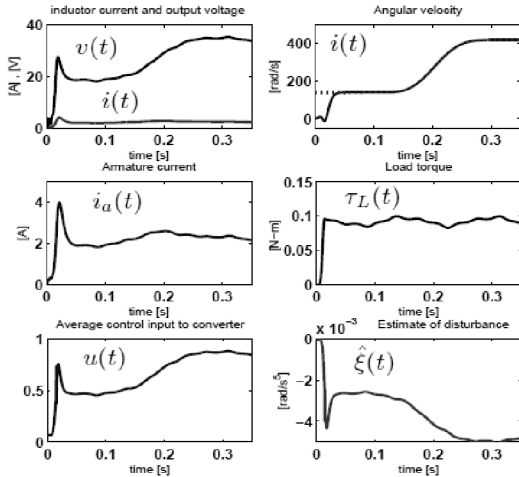 inductor current and output voltage
[A] , [V]
40
20
0
v(t)
i(t)
0
0.1
0.2
0.3
time [s]
Angular velocity
[rad/s]
400
200
0
i(t)
0
0.1
0.2
0.3
time [s]
Armature current
[A]
4
2
0
i_a(t)
0
0.1
0.2
0.3
time [s]
Load torque
[N-m]
0.15
0.1
0.05
0
τ_L(t)
0
0.1
0.2
0.3
time [s]
Average control input to converter
1
0.5
0
u(t)
0
0.1
0.2
0.3
time [s]
x 10⁻³
Estimate of disturbance
[rad/s⁵]
0
−2
−4
ξ̂(t)
0
0.1
0.2
0.3
time [s]